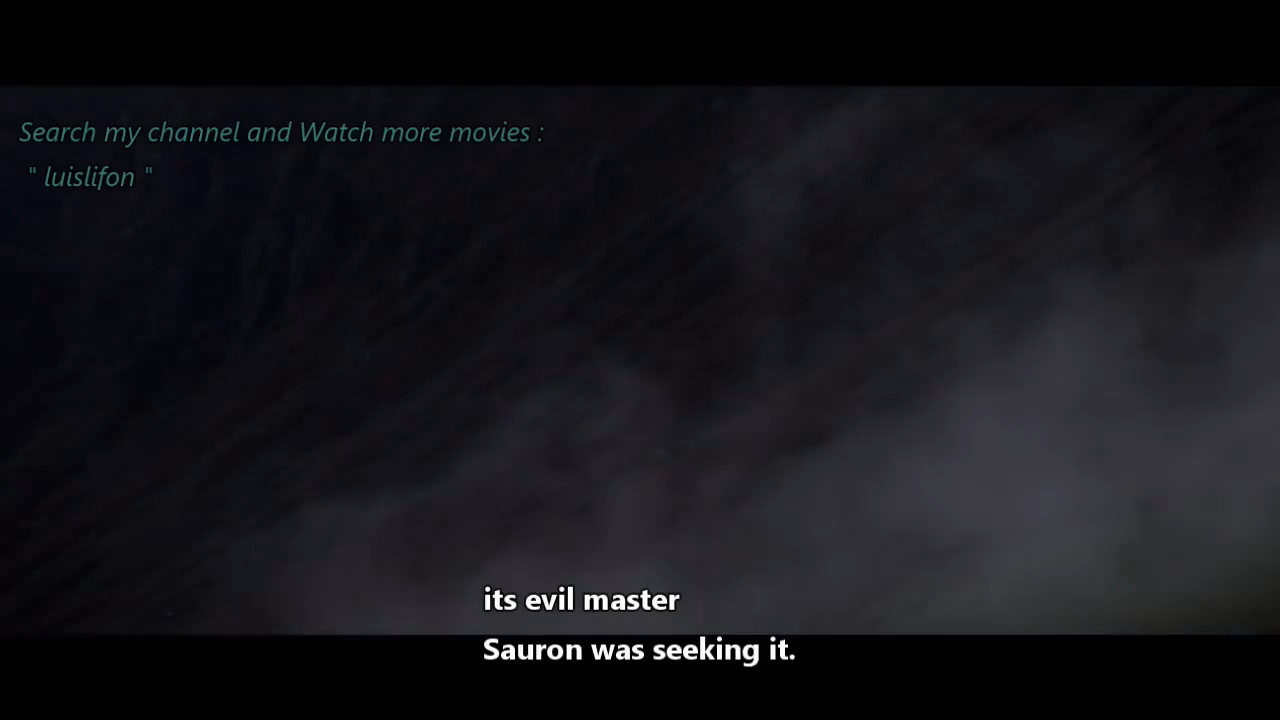 Search my channel and Watch more movies :
" luislifon "
its evil master
Sauron was seeking it.